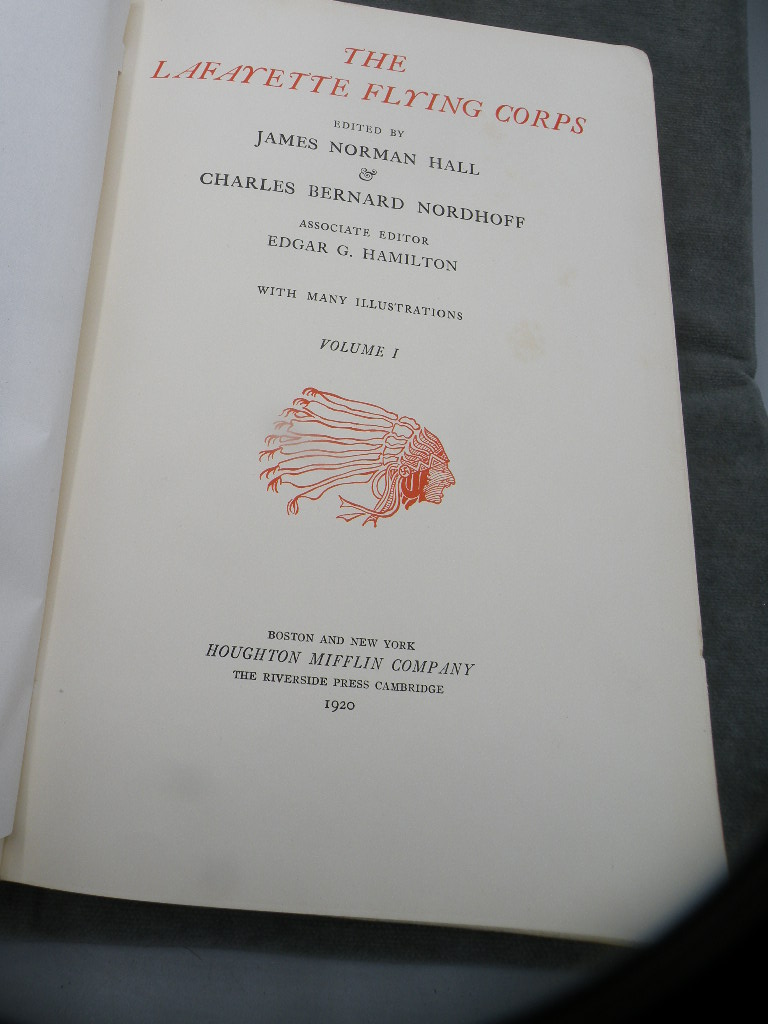 THE
LAFAYETTE FLYING CORPS
EDITED BY
JAMES NORMAN HALL
&
CHARLES BERNARD NORDHOFF
ASSOCIATE EDITOR
EDGAR G. HAMILTON
WITH MANY ILLUSTRATIONS
VOLUME I
BOSTON AND NEW YORK
HOUGHTON MIFFLIN COMPANY
THE RIVERSIDE PRESS CAMBRIDGE
1920